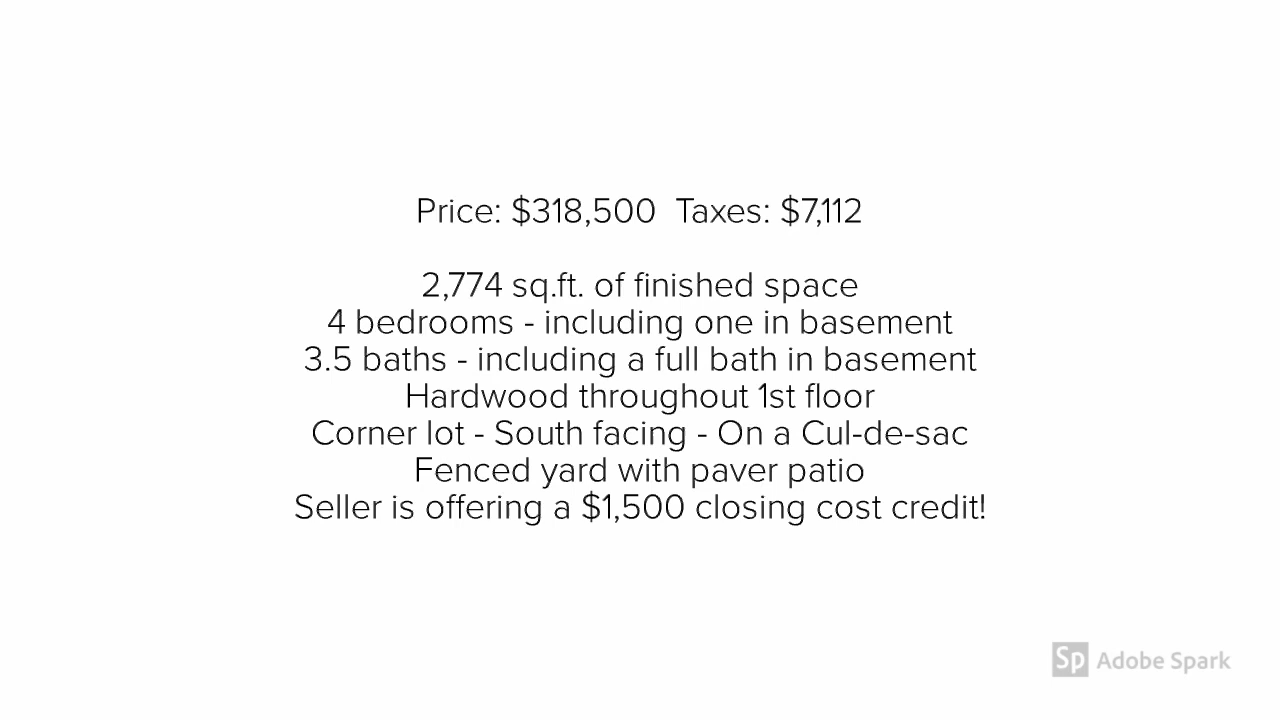 Price: $318,500  Taxes: $7,112
2,774 sq.ft. of finished space
4 bedrooms - including one in basement
3.5 baths - including a full bath in basement
Hardwood throughout 1st floor
Corner lot - South facing - On a Cul-de-sac
Fenced yard with paver patio
Seller is offering a $1,500 closing cost credit!
Sp Adobe Spark